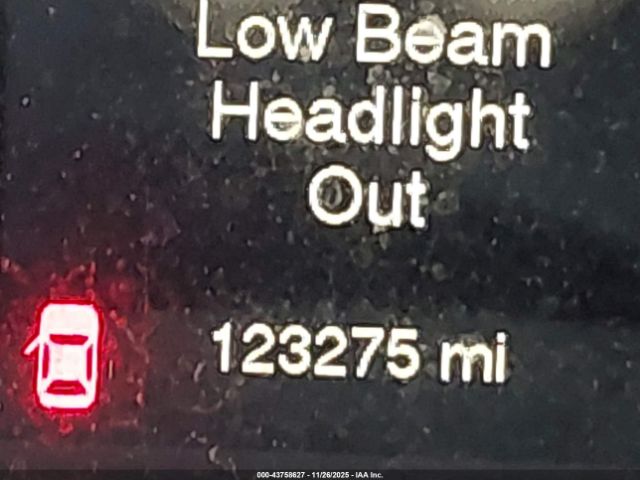 Low Beam
Headlight
Out
123275 mi
000-43758627 - 11/26/2025 - IAA Inc.